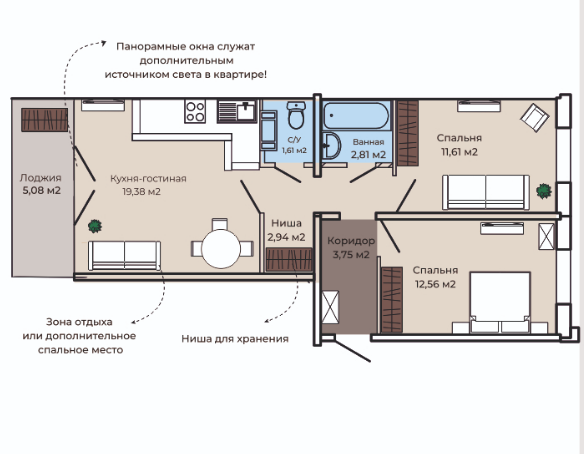 Панорамные окна служат
дополнительным
источником света в квартире!
С/У
1,61 м2
Ванная
2,81 м2
Спальня
11,61 м2
Лоджия
5,08 м2
Кухня-гостиная
19,38 м2
Ниша
2,94 м2
Коридор
3,75 м2
Спальня
12,56 м2
Зона отдыха
или дополнительное
спальное место
Ниша для хранения